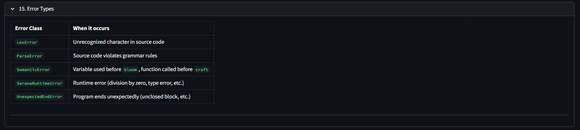 15. Error Types
Error Class When it occurs
LexError Unrecognized character in source code
ParseError Source code violates grammar rules
SemanticError Variable used before bloom, function called before craft
SareneRuntimeError Runtime error (division by zero, type error, etc.)
UnexpectedEndError Program ends unexpectedly (unclosed block, etc.)